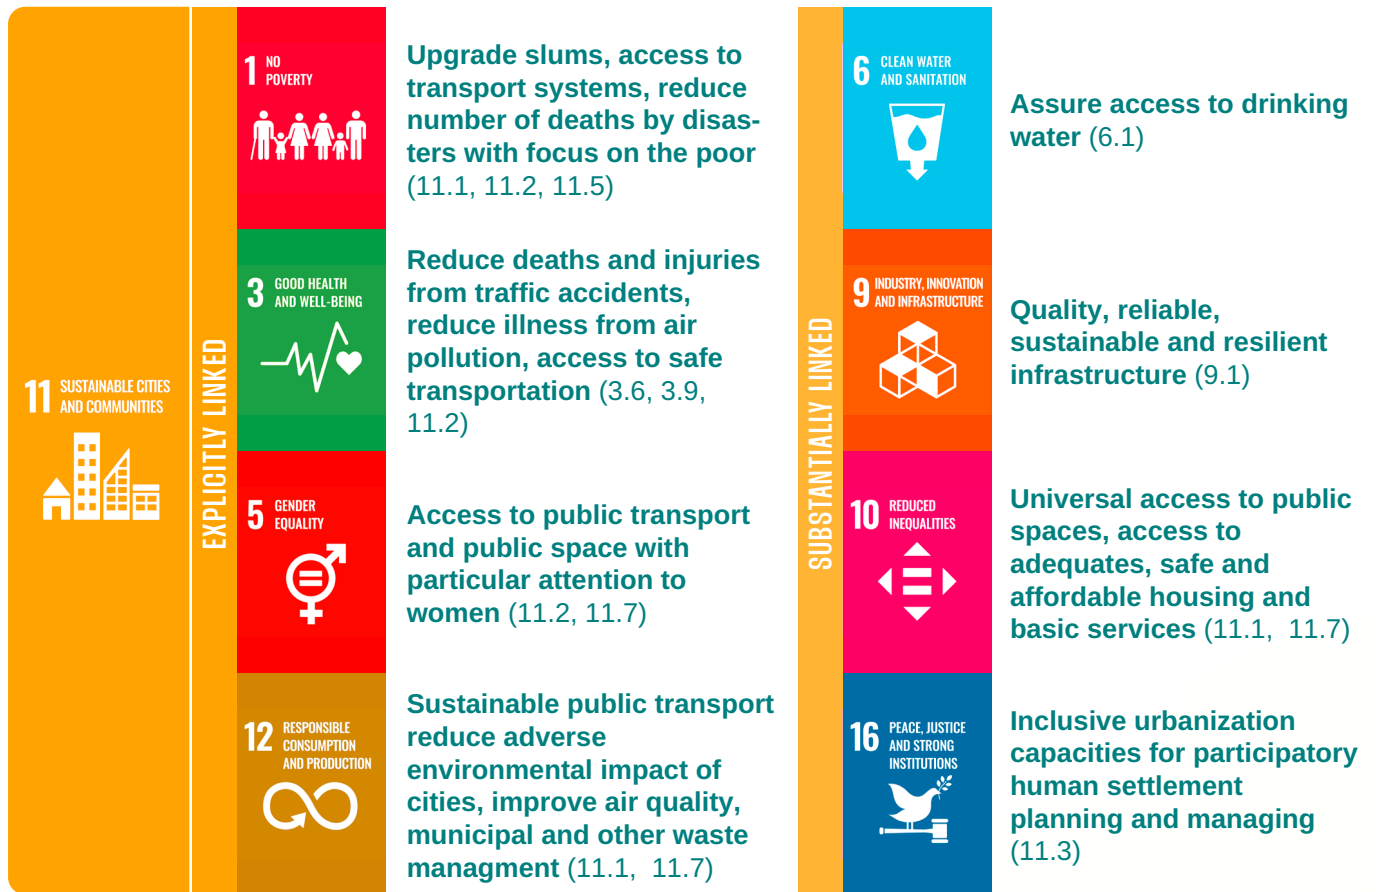 11 SUSTAINABLE CITIES
AND COMMUNITIES
EXPLICITLY LINKED
1 NO
POVERTY
Upgrade slums, access to
transport systems, reduce
number of deaths by disas-
ters with focus on the poor
(11.1, 11.2, 11.5)
3 GOOD HEALTH
AND WELL-BEING
Reduce deaths and injuries
from traffic accidents,
reduce illness from air
pollution, access to safe
transportation (3.6, 3.9,
11.2)
5 GENDER
EQUALITY
Access to public transport
and public space with
particular attention to
women (11.2, 11.7)
12 RESPONSIBLE
CONSUMPTION
AND PRODUCTION
Sustainable public transport
reduce adverse
environmental impact of
cities, improve air quality,
municipal and other waste
managment (11.1,  11.7)
SUBSTANTIALLY LINKED
6 CLEAN WATER
AND SANITATION
Assure access to drinking
water (6.1)
9 INDUSTRY, INNOVATION
AND INFRASTRUCTURE
Quality, reliable,
sustainable and resilient
infrastructure (9.1)
10 REDUCED
INEQUALITIES
Universal access to public
spaces, access to
adequates, safe and
affordable housing and
basic services (11.1,  11.7)
16 PEACE, JUSTICE
AND STRONG
INSTITUTIONS
Inclusive urbanization
capacities for participatory
human settlement
planning and managing
(11.3)